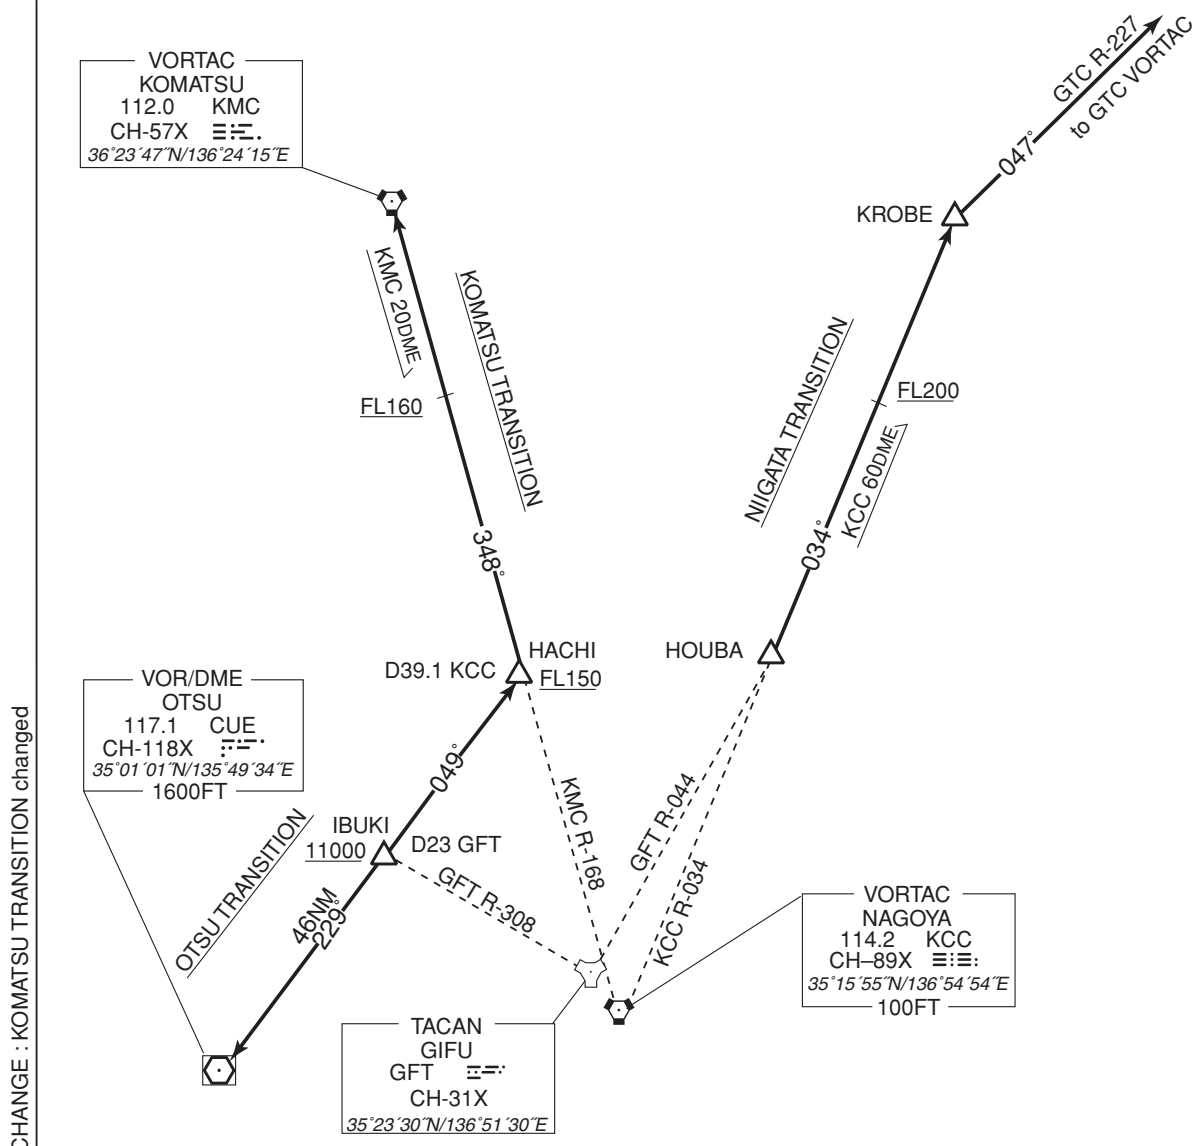 VORTAC
KOMATSU
112.0 KMC
CH-57X
36°23´47˝N/136°24´15˝E
GTC R-227
to GTC VORTAC
047°
KROBE
KMC 20DME
KOMATSU TRANSITION
FL160
NIIGATA TRANSITION
FL200
KCC 60DME
348°
034°
HACHI
D39.1 KCC
FL150
HOUBA
VOR/DME
OTSU
117.1 CUE
CH-118X
35°01´01˝N/135°49´34˝E
1600FT
049°
IBUKI
11000
D23 GFT
OTSU TRANSITION
46NM
229°
GFT R-308
KMC R-168
GFT R-044
KCC R-034
VORTAC
NAGOYA
114.2 KCC
CH–89X
35°15´55˝N/136°54´54˝E
100FT
TACAN
GIFU
GFT
CH-31X
35°23´30˝N/136°51´30˝E
CHANGE : KOMATSU TRANSITION changed